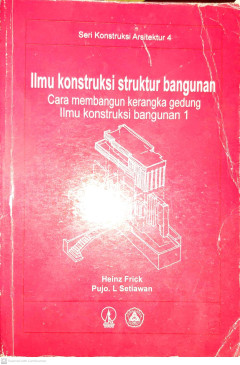 Seri Konstruksi Arsitektur 4
Ilmu konstruksi struktur bangunan
Cara membangun kerangka gedung
Ilmu konstruksi bangunan 1
Heinz Frick
Pujo. L Setiawan